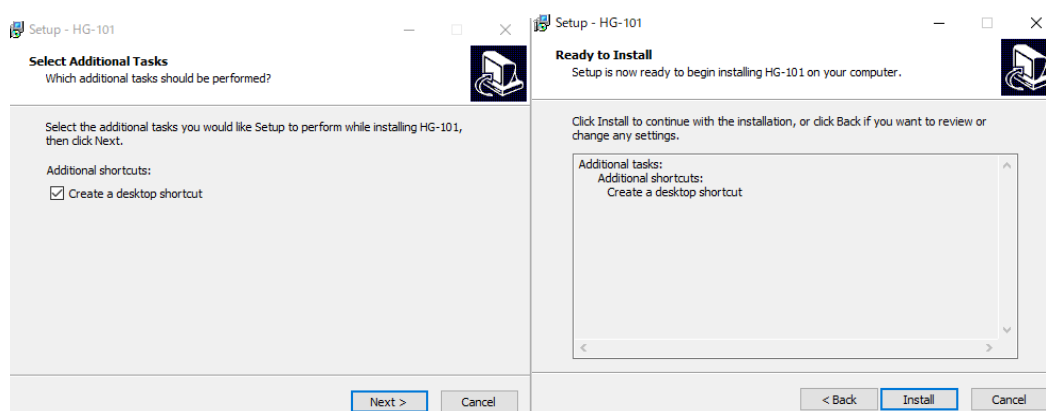 Setup - HG-101
Select Additional Tasks
Which additional tasks should be performed?
Select the additional tasks you would like Setup to perform while installing HG-101,
then click Next.
Additional shortcuts:
Create a desktop shortcut
Next >
Cancel
Setup - HG-101
Ready to Install
Setup is now ready to begin installing HG-101 on your computer.
Click Install to continue with the installation, or click Back if you want to review or
change any settings.
Additional tasks:
Additional shortcuts:
Create a desktop shortcut
< Back
Install
Cancel